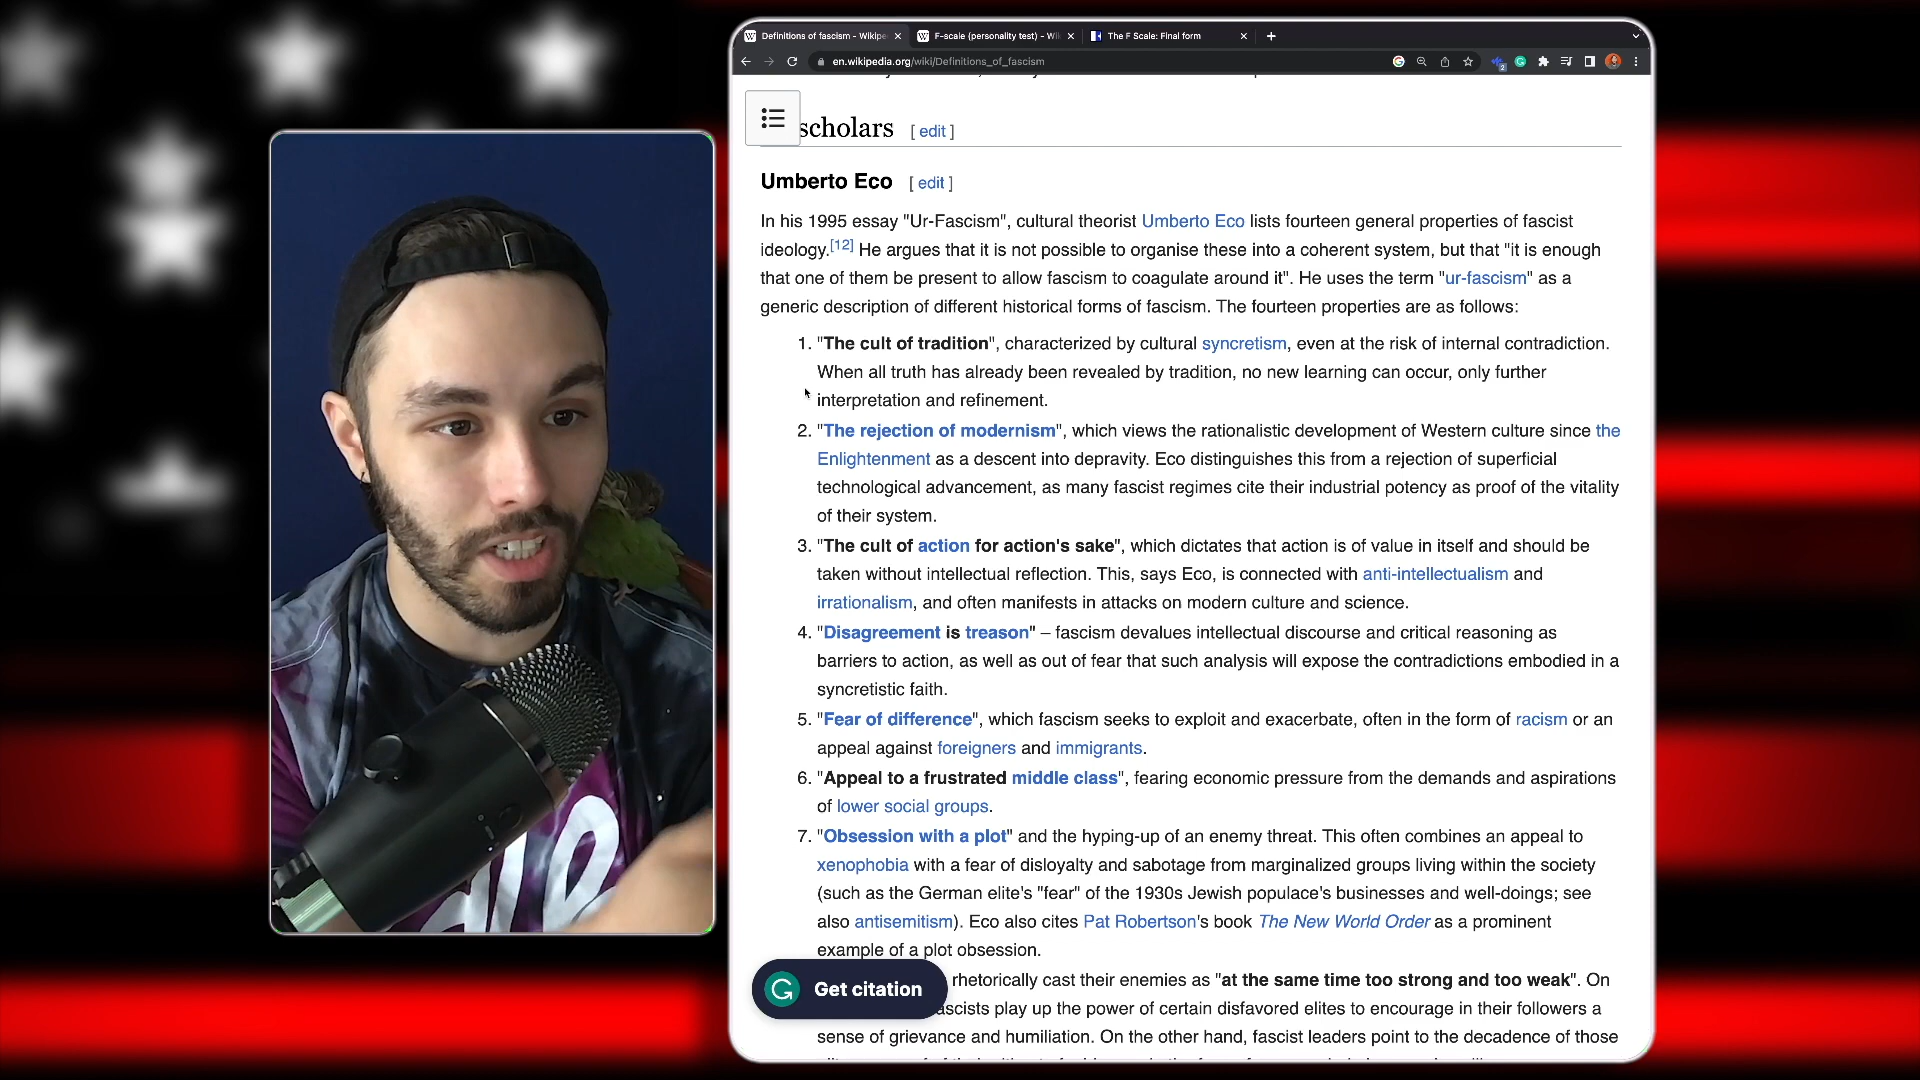 Definitions of fascism - Wikipe
F-scale (personality test) - Wi
The F Scale: Final form
en.wikipedia.org/wiki/Definitions_of_fascism
2
scholars [ edit ]
Umberto Eco [ edit ]
In his 1995 essay "Ur-Fascism", cultural theorist Umberto Eco lists fourteen general properties of fascist
ideology.[12] He argues that it is not possible to organise these into a coherent system, but that "it is enough
that one of them be present to allow fascism to coagulate around it". He uses the term "ur-fascism" as a
generic description of different historical forms of fascism. The fourteen properties are as follows:
1. "The cult of tradition", characterized by cultural syncretism, even at the risk of internal contradiction.
When all truth has already been revealed by tradition, no new learning can occur, only further
interpretation and refinement.
2. "The rejection of modernism", which views the rationalistic development of Western culture since the
Enlightenment as a descent into depravity. Eco distinguishes this from a rejection of superficial
technological advancement, as many fascist regimes cite their industrial potency as proof of the vitality
of their system.
3. "The cult of action for action's sake", which dictates that action is of value in itself and should be
taken without intellectual reflection. This, says Eco, is connected with anti-intellectualism and
irrationalism, and often manifests in attacks on modern culture and science.
4. "Disagreement is treason" – fascism devalues intellectual discourse and critical reasoning as
barriers to action, as well as out of fear that such analysis will expose the contradictions embodied in a
syncretistic faith.
5. "Fear of difference", which fascism seeks to exploit and exacerbate, often in the form of racism or an
appeal against foreigners and immigrants.
6. "Appeal to a frustrated middle class", fearing economic pressure from the demands and aspirations
of lower social groups.
7. "Obsession with a plot" and the hyping-up of an enemy threat. This often combines an appeal to
xenophobia with a fear of disloyalty and sabotage from marginalized groups living within the society
(such as the German elite's "fear" of the 1930s Jewish populace's businesses and well-doings; see
also antisemitism). Eco also cites Pat Robertson's book The New World Order as a prominent
example of a plot obsession.
rhetorically cast their enemies as "at the same time too strong and too weak". On
Get citation
ascists play up the power of certain disfavored elites to encourage in their followers a
sense of grievance and humiliation. On the other hand, fascist leaders point to the decadence of those